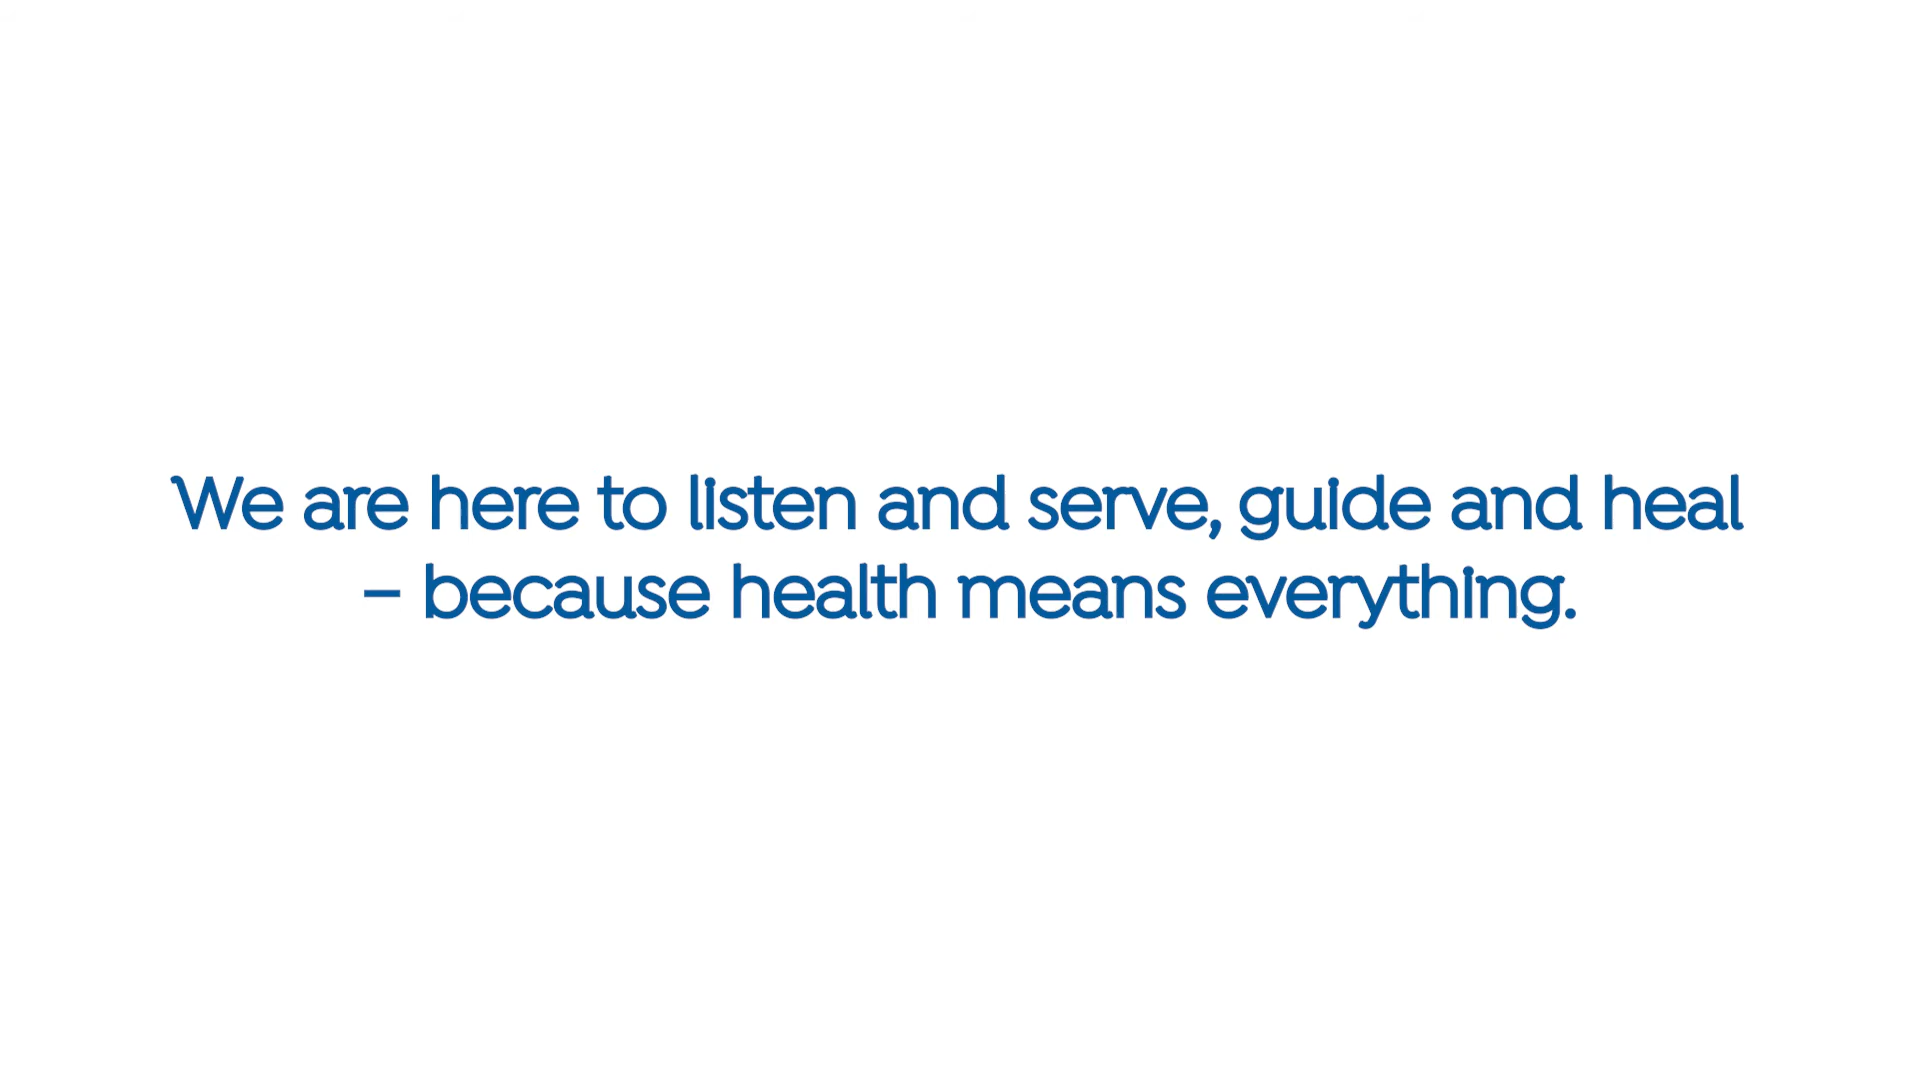 We are here to listen and serve, guide and heal
– because health means everything.